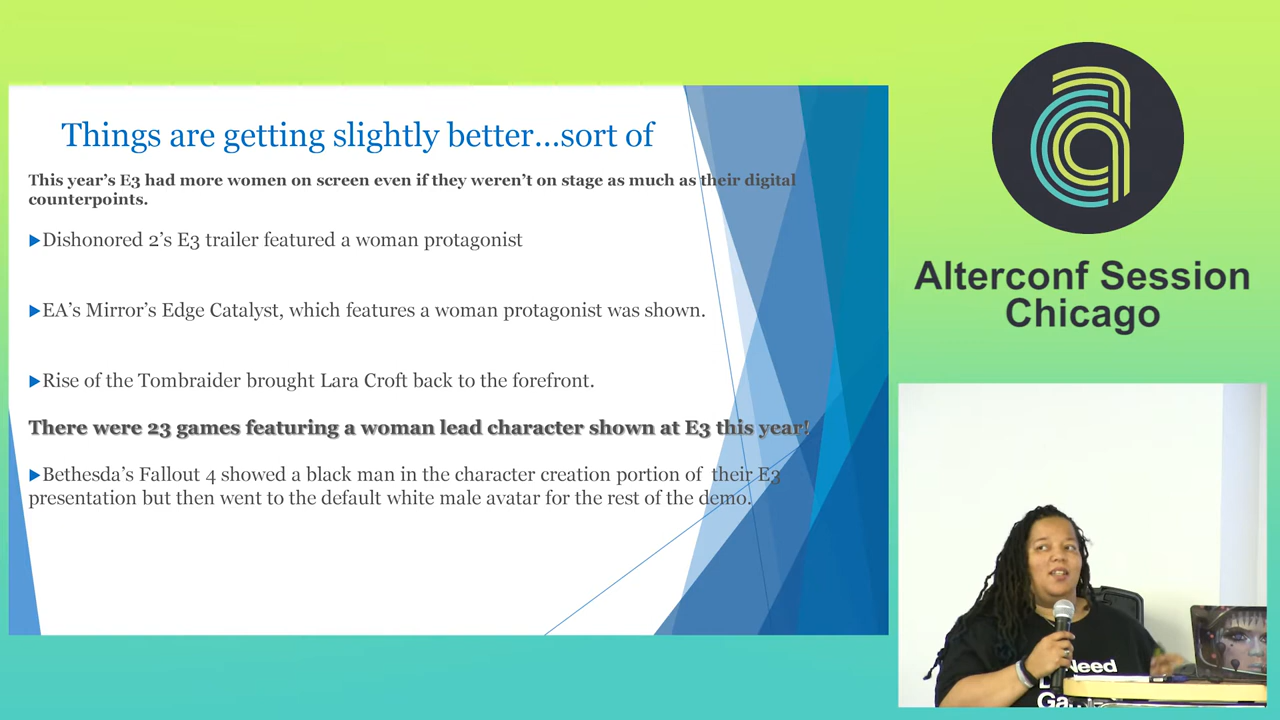 Things are getting slightly better...sort of
This year's E3 had more women on screen even if they weren't on stage as much as their digital
counterpoints.
Dishonored 2's E3 trailer featured a woman protagonist
EA's Mirror's Edge Catalyst, which features a woman protagonist was shown.
Rise of the Tombraider brought Lara Croft back to the forefront.
There were 23 games featuring a woman lead character shown at E3 this year!
Bethesda's Fallout 4 showed a black man in the character creation portion of their E3
presentation but then went to the default white male avatar for the rest of the demo.
Alterconf Session
Chicago
Need